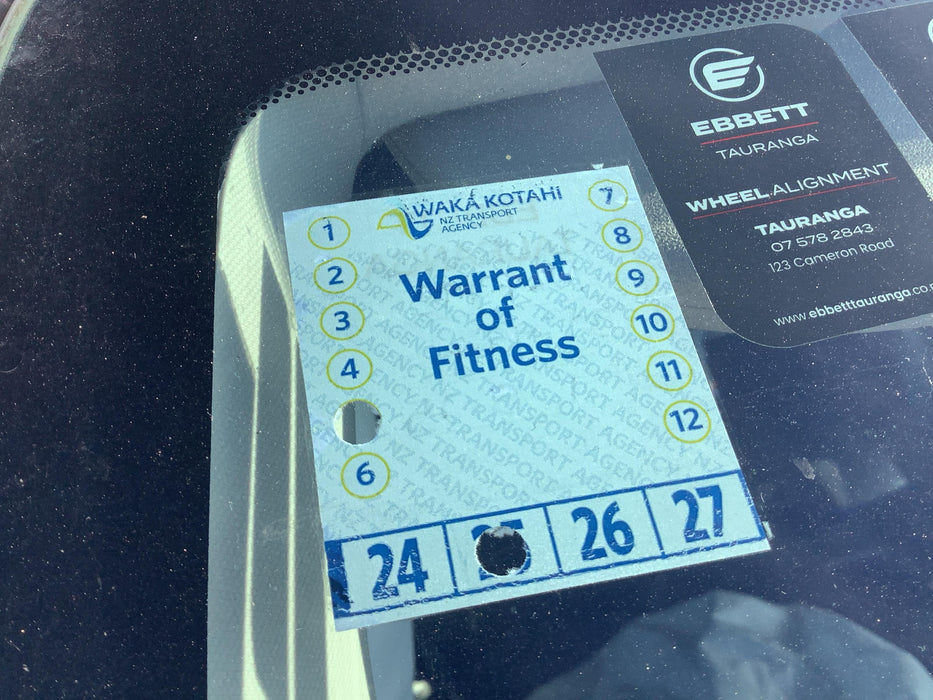 WAKA KOTAHI
NZ TRANSPORT
AGENCY
Warrant
of
Fitness
1
2
3
4
6
7
8
9
10
11
12
24
26
27
EBBETT
TAURANGA
WHEEL ALIGNMENT
TAURANGA
07 578 2843
123 Cameron Road
www.ebbetttauranga.co.n